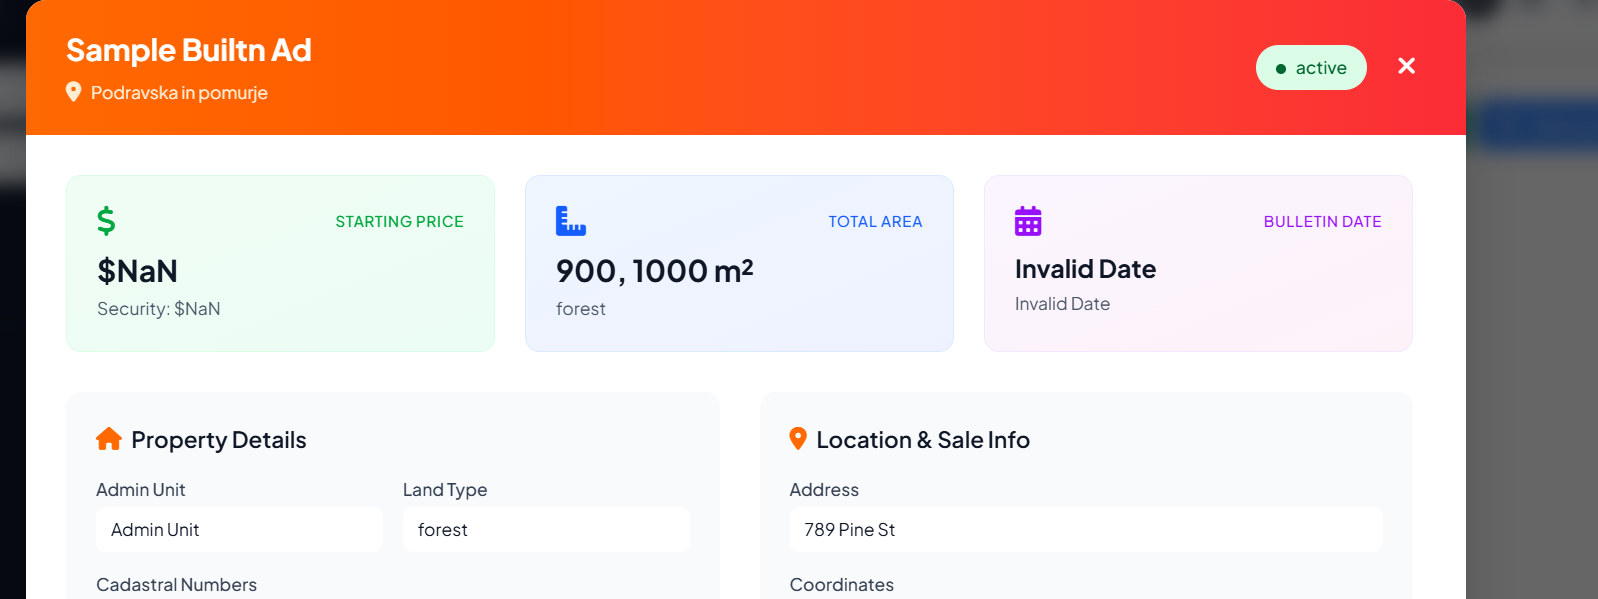 Sample Builtn Ad
Podravska in pomurje
active
STARTING PRICE
$NaN
Security: $NaN
TOTAL AREA
900, 1000 m²
forest
BULLETIN DATE
Invalid Date
Invalid Date
Property Details
Admin Unit
Land Type
Admin Unit
forest
Cadastral Numbers
Location & Sale Info
Address
789 Pine St
Coordinates